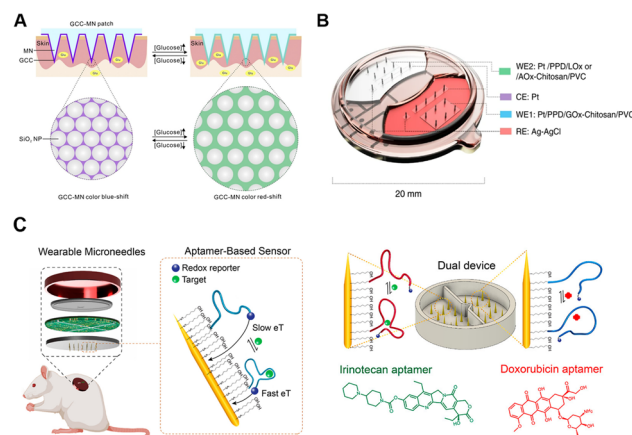 A
GCC-MN patch
Skin
MN
GCC
Glu
[Glucose]
[Glucose]
Skin
Glu
SiO₂ NP
[Glucose]
[Glucose]
GCC-MN color blue-shift
GCC-MN color red-shift
B
WE2: Pt /PPD/LOx or
/AOx-Chitosan/PVC
CE: Pt
WE1: Pt/PPD/GOx-Chitosan/PVC
RE: Ag-AgCl
20 mm
C
Wearable Microneedles
Aptamer-Based Sensor
Redox reporter
Target
Slow eT
Fast eT
Dual device
Irinotecan aptamer
Doxorubicin aptamer